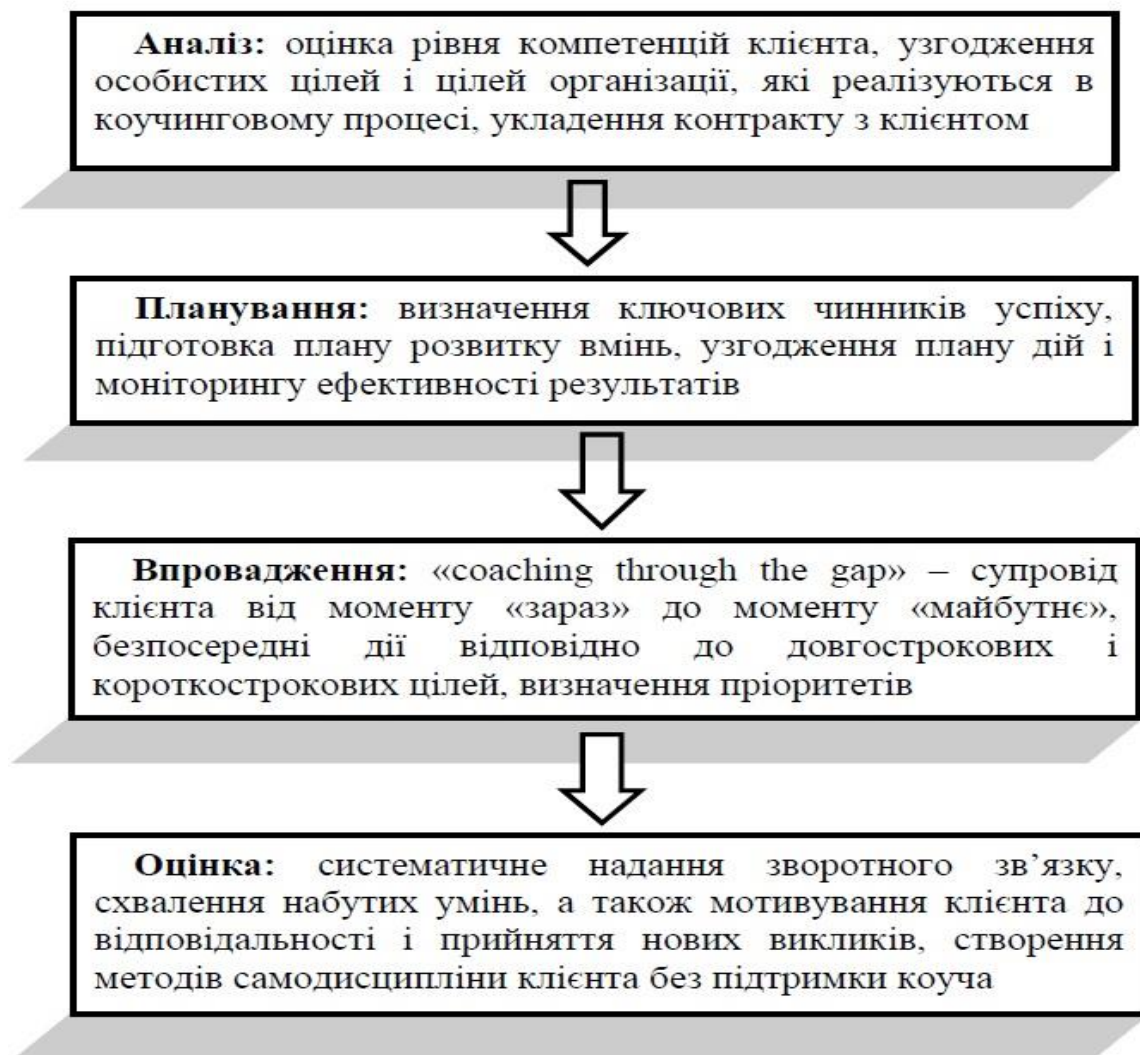 Аналіз: оцінка рівня компетенцій клієнта, узгодження
особистих цілей і цілей організації, які реалізуються в
коучинговому процесі, укладення контракту з клієнтом
Планування: визначення ключових чинників успіху,
підготовка плану розвитку вмінь, узгодження плану дій і
моніторингу ефективності результатів
Впровадження: «coaching through the gap» – супровід
клієнта від моменту «зараз» до моменту «майбутнє»,
безпосередні дії відповідно до довгострокових і
короткострокових цілей, визначення пріоритетів
Оцінка: систематичне надання зворотного зв’язку,
схвалення набутих умінь, а також мотивування клієнта до
відповідальності і прийняття нових викликів, створення
методів самодисципліни клієнта без підтримки коуча